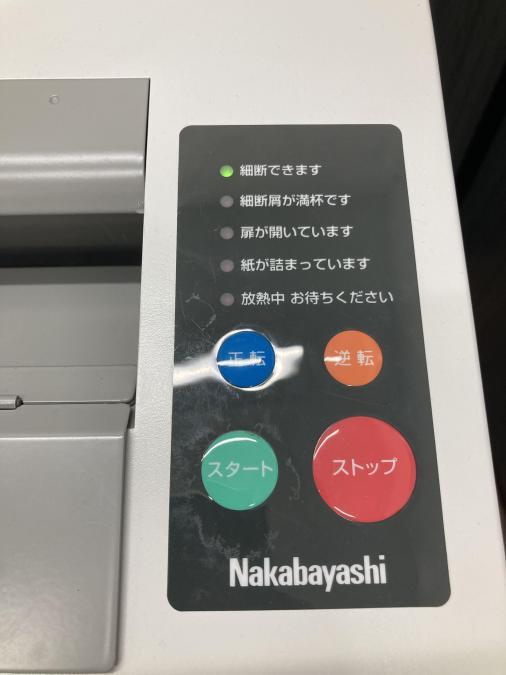 細断できます
細断屑が満杯です
扉が開いています
紙が詰まっています
放熱中 お待ちください
正転 逆転
スタート ストップ
Nakabayashi